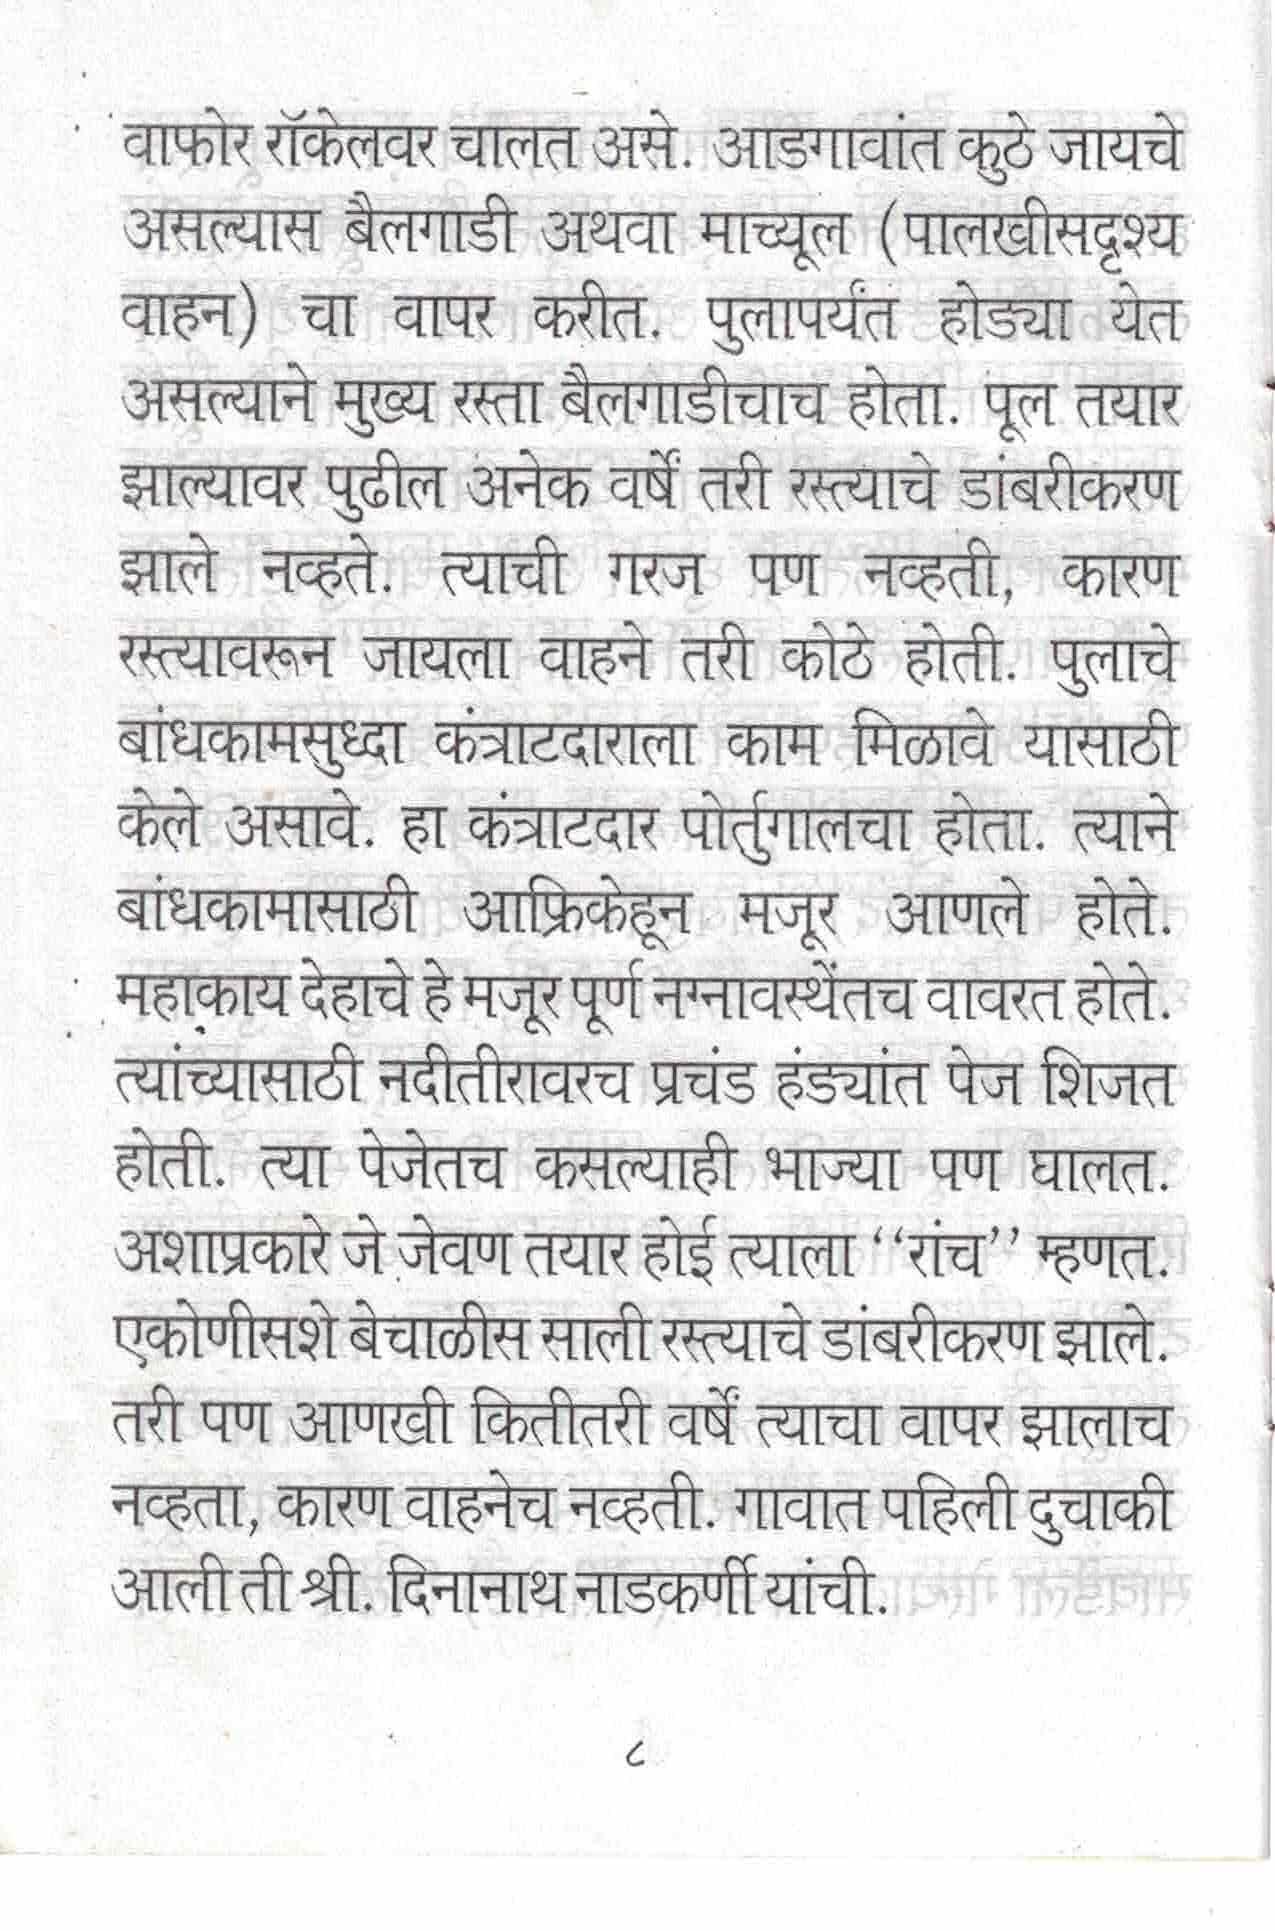 वाफोर रॉकेलवर चालत असे. आडगावांत कुठे जायचे
असल्यास बैलगाडी अथवा माच्यूल (पालखीसदृश्य
वाहन) चा वापर करीत. पुलापर्यंत होड्या येत
असल्याने मुख्य रस्ता बैलगाडीचाच होता. पूल तयार
झाल्यावर पुढील अनेक वर्षें तरी रस्त्याचे डांबरीकरण
झाले नव्हते. त्याची गरज पण नव्हती, कारण
रस्त्यावरून जायला वाहने तरी कोठे होती. पुलाचे
बांधकामसुध्दा कंत्राटदाराला काम मिळावे यासाठी
केले असावे. हा कंत्राटदार पोर्तुगालचा होता. त्याने
बांधकामासाठी आफ्रिकेहून मजूर आणले होते.
महाकाय देहाचे हे मजूर पूर्ण नग्नावस्थेंतच वावरत होते.
त्यांच्यासाठी नदीतीरावरच प्रचंड हंड्यांत पेज शिजत
होती. त्या पेजेतच कसल्याही भाज्या पण घालत.
अशाप्रकारे जे जेवण तयार होई त्याला ‘‘रांच’’ म्हणत.
एकोणीसशे बेचाळीस साली रस्त्याचे डांबरीकरण झाले.
तरी पण आणखी कितीतरी वर्षें त्याचा वापर झालाच
नव्हता, कारण वाहनेच नव्हती. गावात पहिली दुचाकी
आली ती श्री. दिनानाथ नाडकर्णी यांची.
८